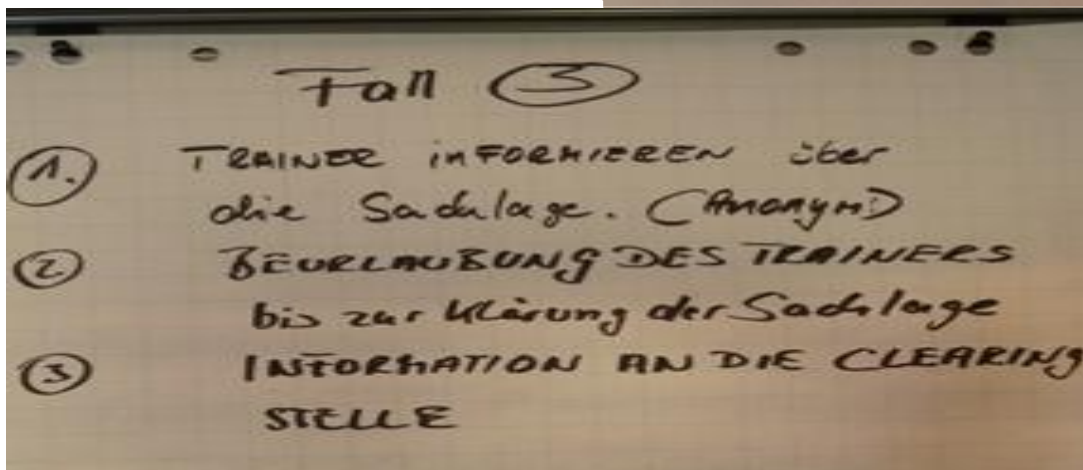 Fall ③
①. TRAINER inFORMIEREN über
die Sachlage. (Anonym)
② BEURLAUBUNG DES TRAINERS
bis zur Klärung der Sachlage
③ INFORMATION AN DIE CLEARING
STELLE